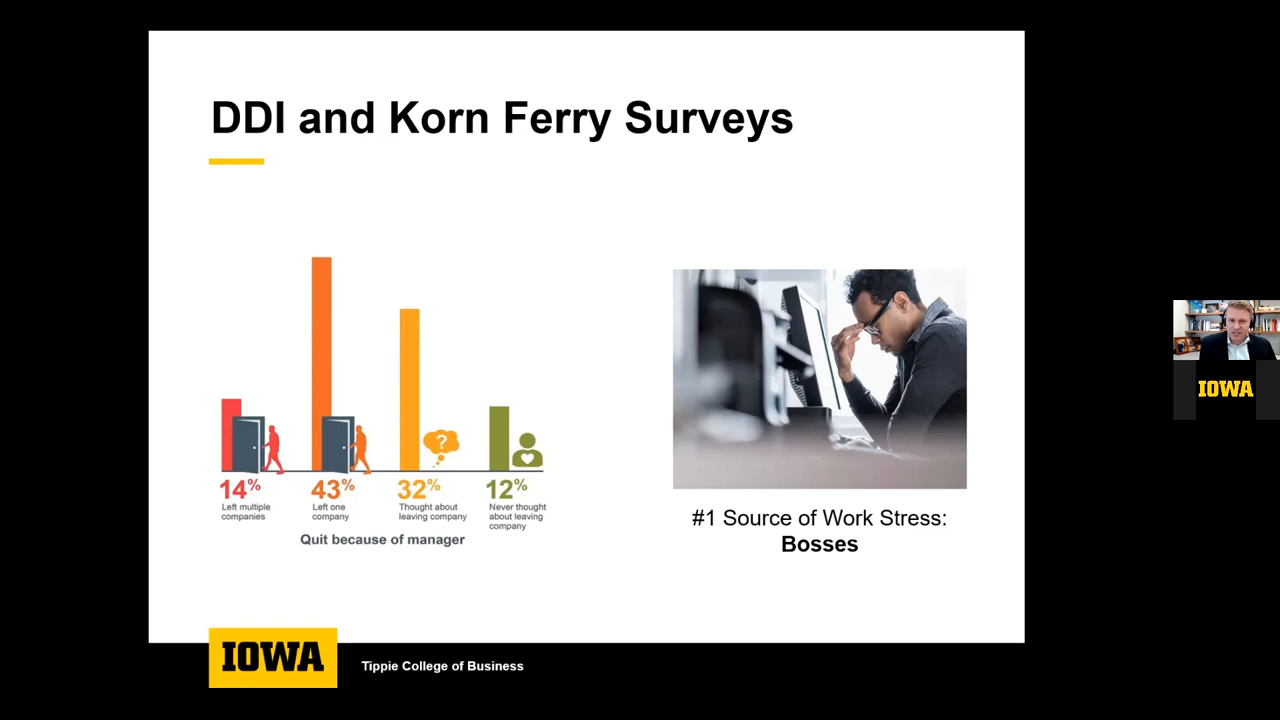 DDI and Korn Ferry Surveys
?
14%
Left multiple
companies
43%
Left one
company
32%
Thought about
leaving company
12%
Never thought
about leaving
company
Quit because of manager
#1 Source of Work Stress:
Bosses
IOWA
IOWA
Tippie College of Business